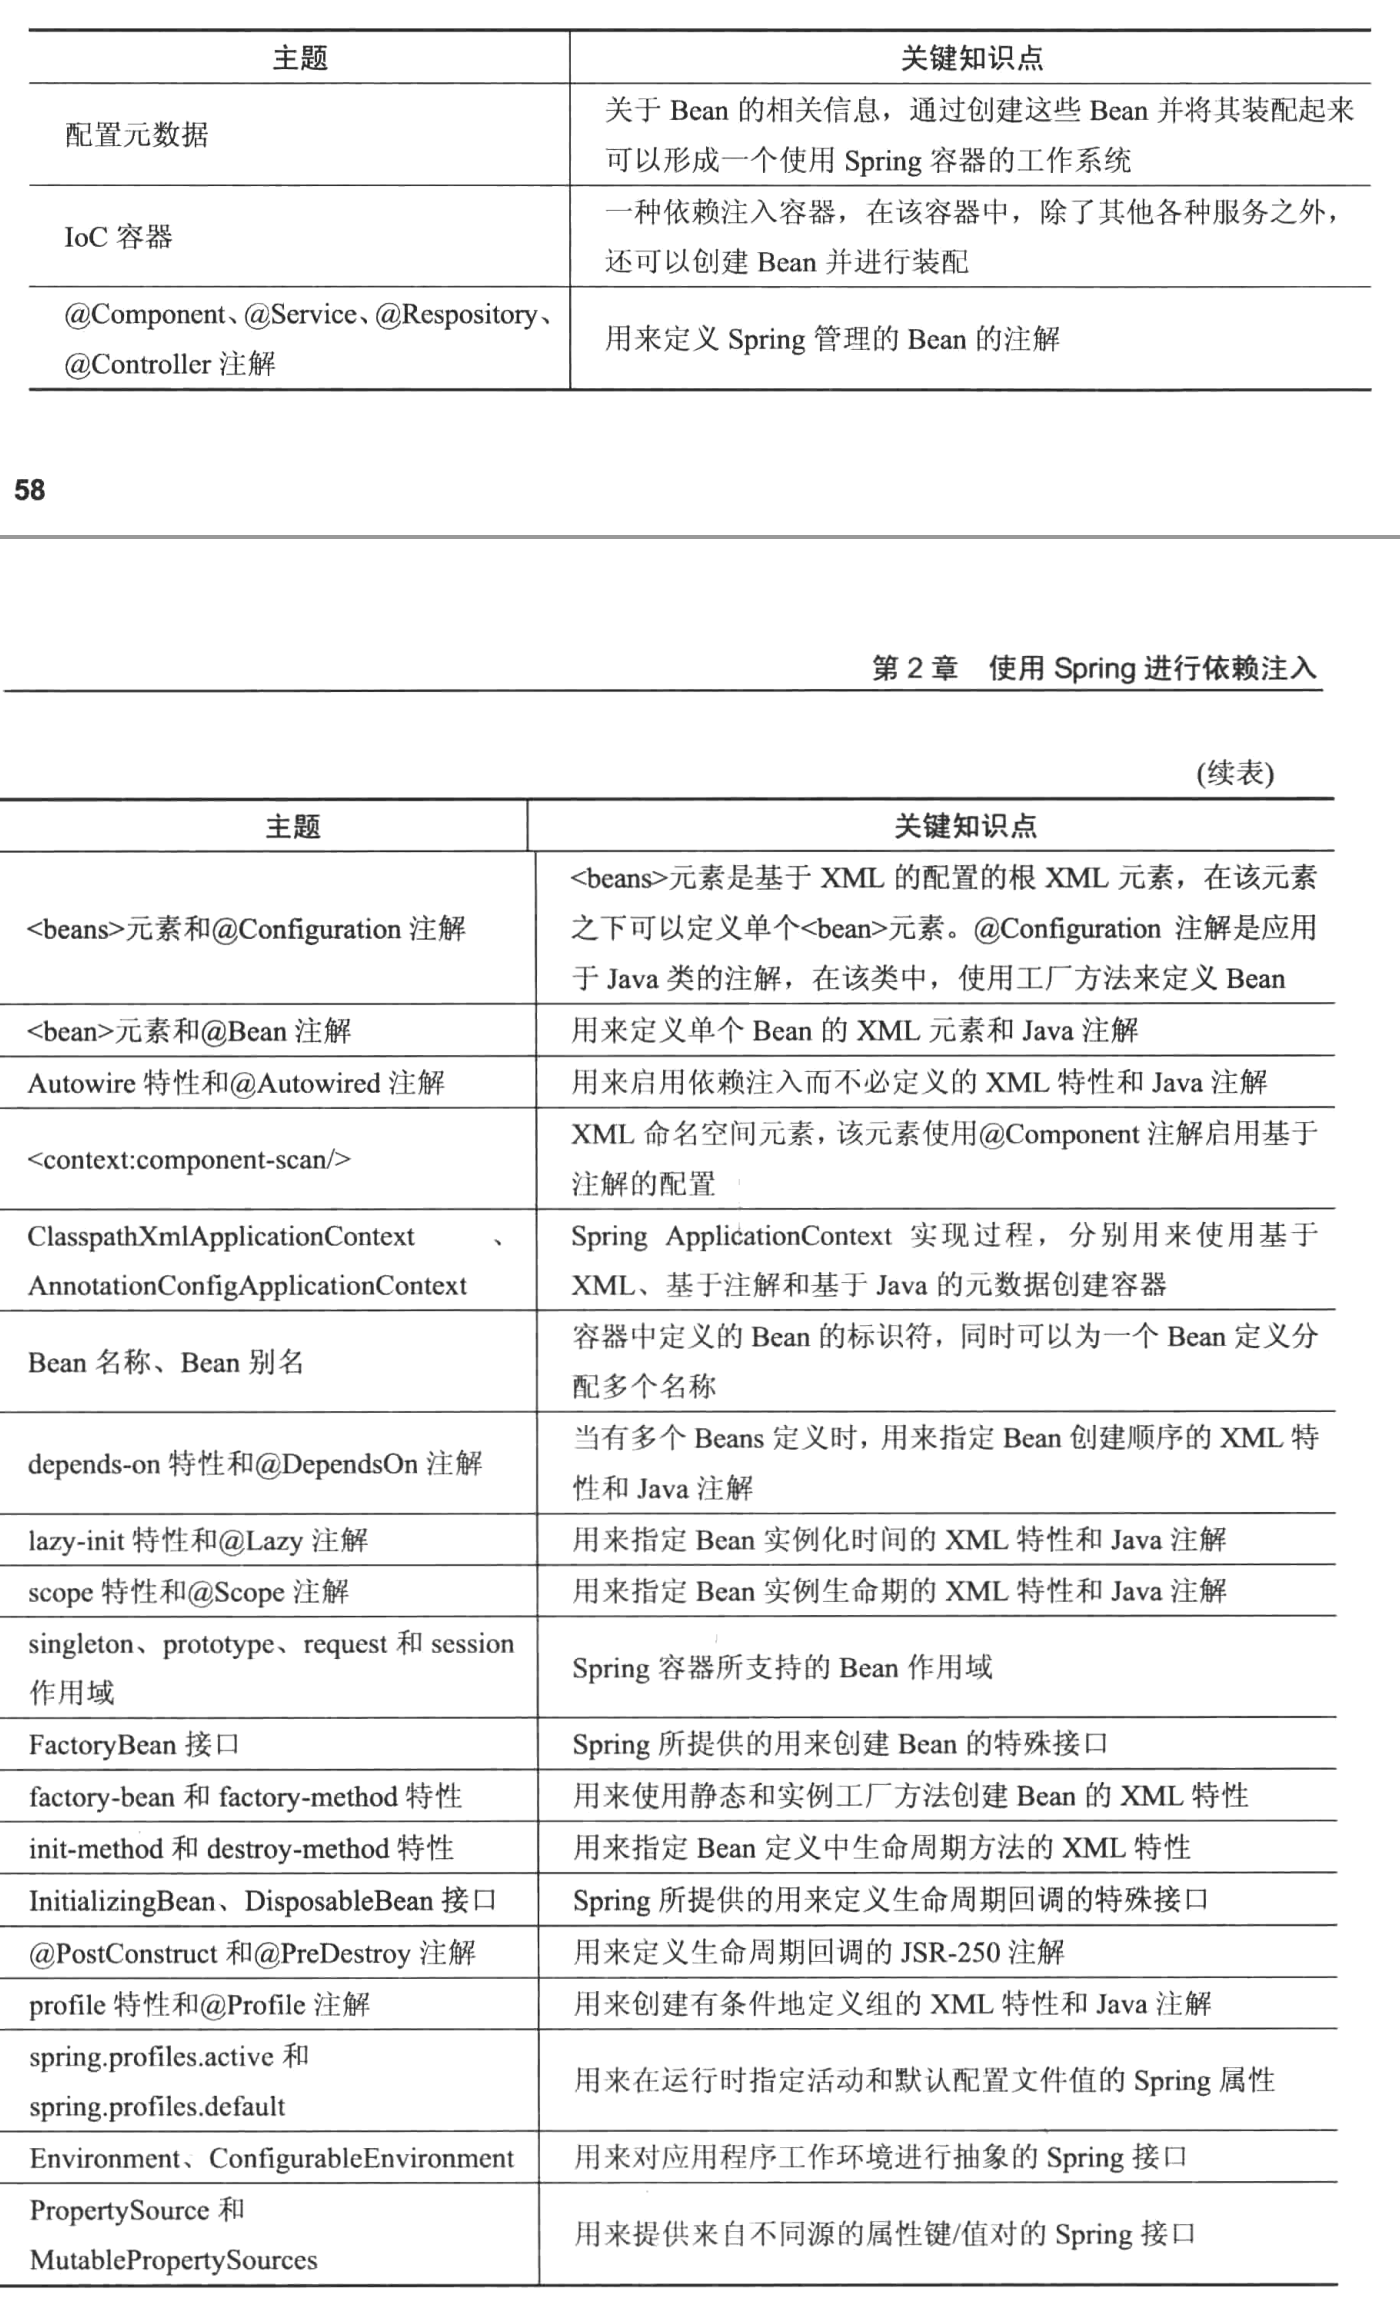 主题 关键知识点
配置元数据
关于 Bean 的相关信息，通过创建这些 Bean 并将其装配起来
可以形成一个使用 Spring 容器的工作系统
IoC 容器
一种依赖注入容器，在该容器中，除了其他各种服务之外，
还可以创建 Bean 并进行装配
@Component、@Service、@Respository、
@Controller 注解
用来定义 Spring 管理的 Bean 的注解
58
第 2 章 使用 Spring 进行依赖注入
(续表)
主题 关键知识点
<beans>元素和@Configuration 注解
<beans>元素是基于 XML 的配置的根 XML 元素，在该元素
之下可以定义单个<bean>元素。@Configuration 注解是应用
于 Java 类的注解，在该类中，使用工厂方法来定义 Bean
<bean>元素和@Bean 注解 用来定义单个 Bean 的 XML 元素和 Java 注解
Autowire 特性和@Autowired 注解 用来启用依赖注入而不必定义的 XML 特性和 Java 注解
<context:component-scan/>
XML 命名空间元素，该元素使用@Component 注解启用基于
注解的配置
ClasspathXmlApplicationContext 、
AnnotationConfigApplicationContext
Spring ApplicationContext 实现过程，分别用来使用基于
XML、基于注解和基于 Java 的元数据创建容器
Bean 名称、Bean 别名
容器中定义的 Bean 的标识符，同时可以为一个 Bean 定义分
配多个名称
depends-on 特性和@DependsOn 注解
当有多个 Beans 定义时，用来指定 Bean 创建顺序的 XML 特
性和 Java 注解
lazy-init 特性和@Lazy 注解 用来指定 Bean 实例化时间的 XML 特性和 Java 注解
scope 特性和@Scope 注解 用来指定 Bean 实例生命期的 XML 特性和 Java 注解
singleton、prototype、request 和 session
作用域
Spring 容器所支持的 Bean 作用域
FactoryBean 接口 Spring 所提供的用来创建 Bean 的特殊接口
factory-bean 和 factory-method 特性 用来使用静态和实例工厂方法创建 Bean 的 XML 特性
init-method 和 destroy-method 特性 用来指定 Bean 定义中生命周期方法的 XML 特性
InitializingBean、DisposableBean 接口 Spring 所提供的用来定义生命周期回调的特殊接口
@PostConstruct 和@PreDestroy 注解 用来定义生命周期回调的 JSR-250 注解
profile 特性和@Profile 注解 用来创建有条件地定义组的 XML 特性和 Java 注解
spring.profiles.active 和
spring.profiles.default
用来在运行时指定活动和默认配置文件值的 Spring 属性
Environment、ConfigurableEnvironment 用来对应用程序工作环境进行抽象的 Spring 接口
PropertySource 和
MutablePropertySources
用来提供来自不同源的属性键/值对的 Spring 接口